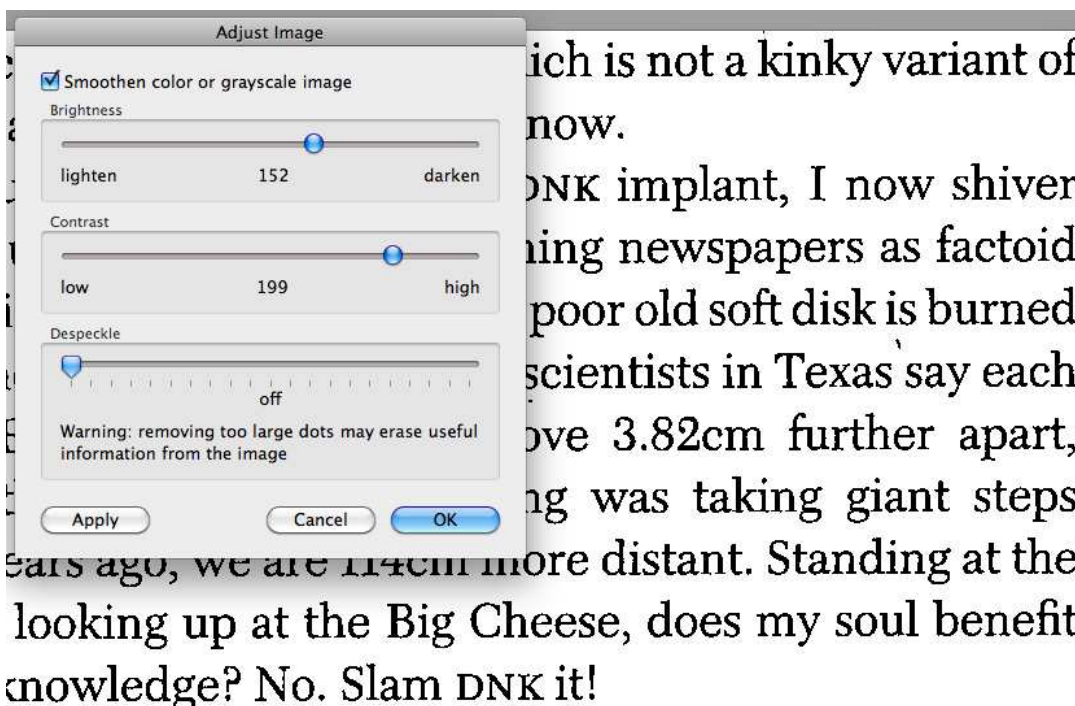 Adjust Image
Smoothen color or grayscale image
Brightness
lighten 152 darken
Contrast
low 199 high
Despeckle
off
Warning: removing too large dots may erase useful
information from the image
Apply Cancel OK
is not a kinky variant of
now.
DNK implant, I now shiver
newspapers as factoid
poor old soft disk is burned
scientists in Texas say each
3.82cm further apart,
was taking giant steps
ears ago, we are 114cm more distant. Standing at the
looking up at the Big Cheese, does my soul benefit
knowledge? No. Slam DNK it!